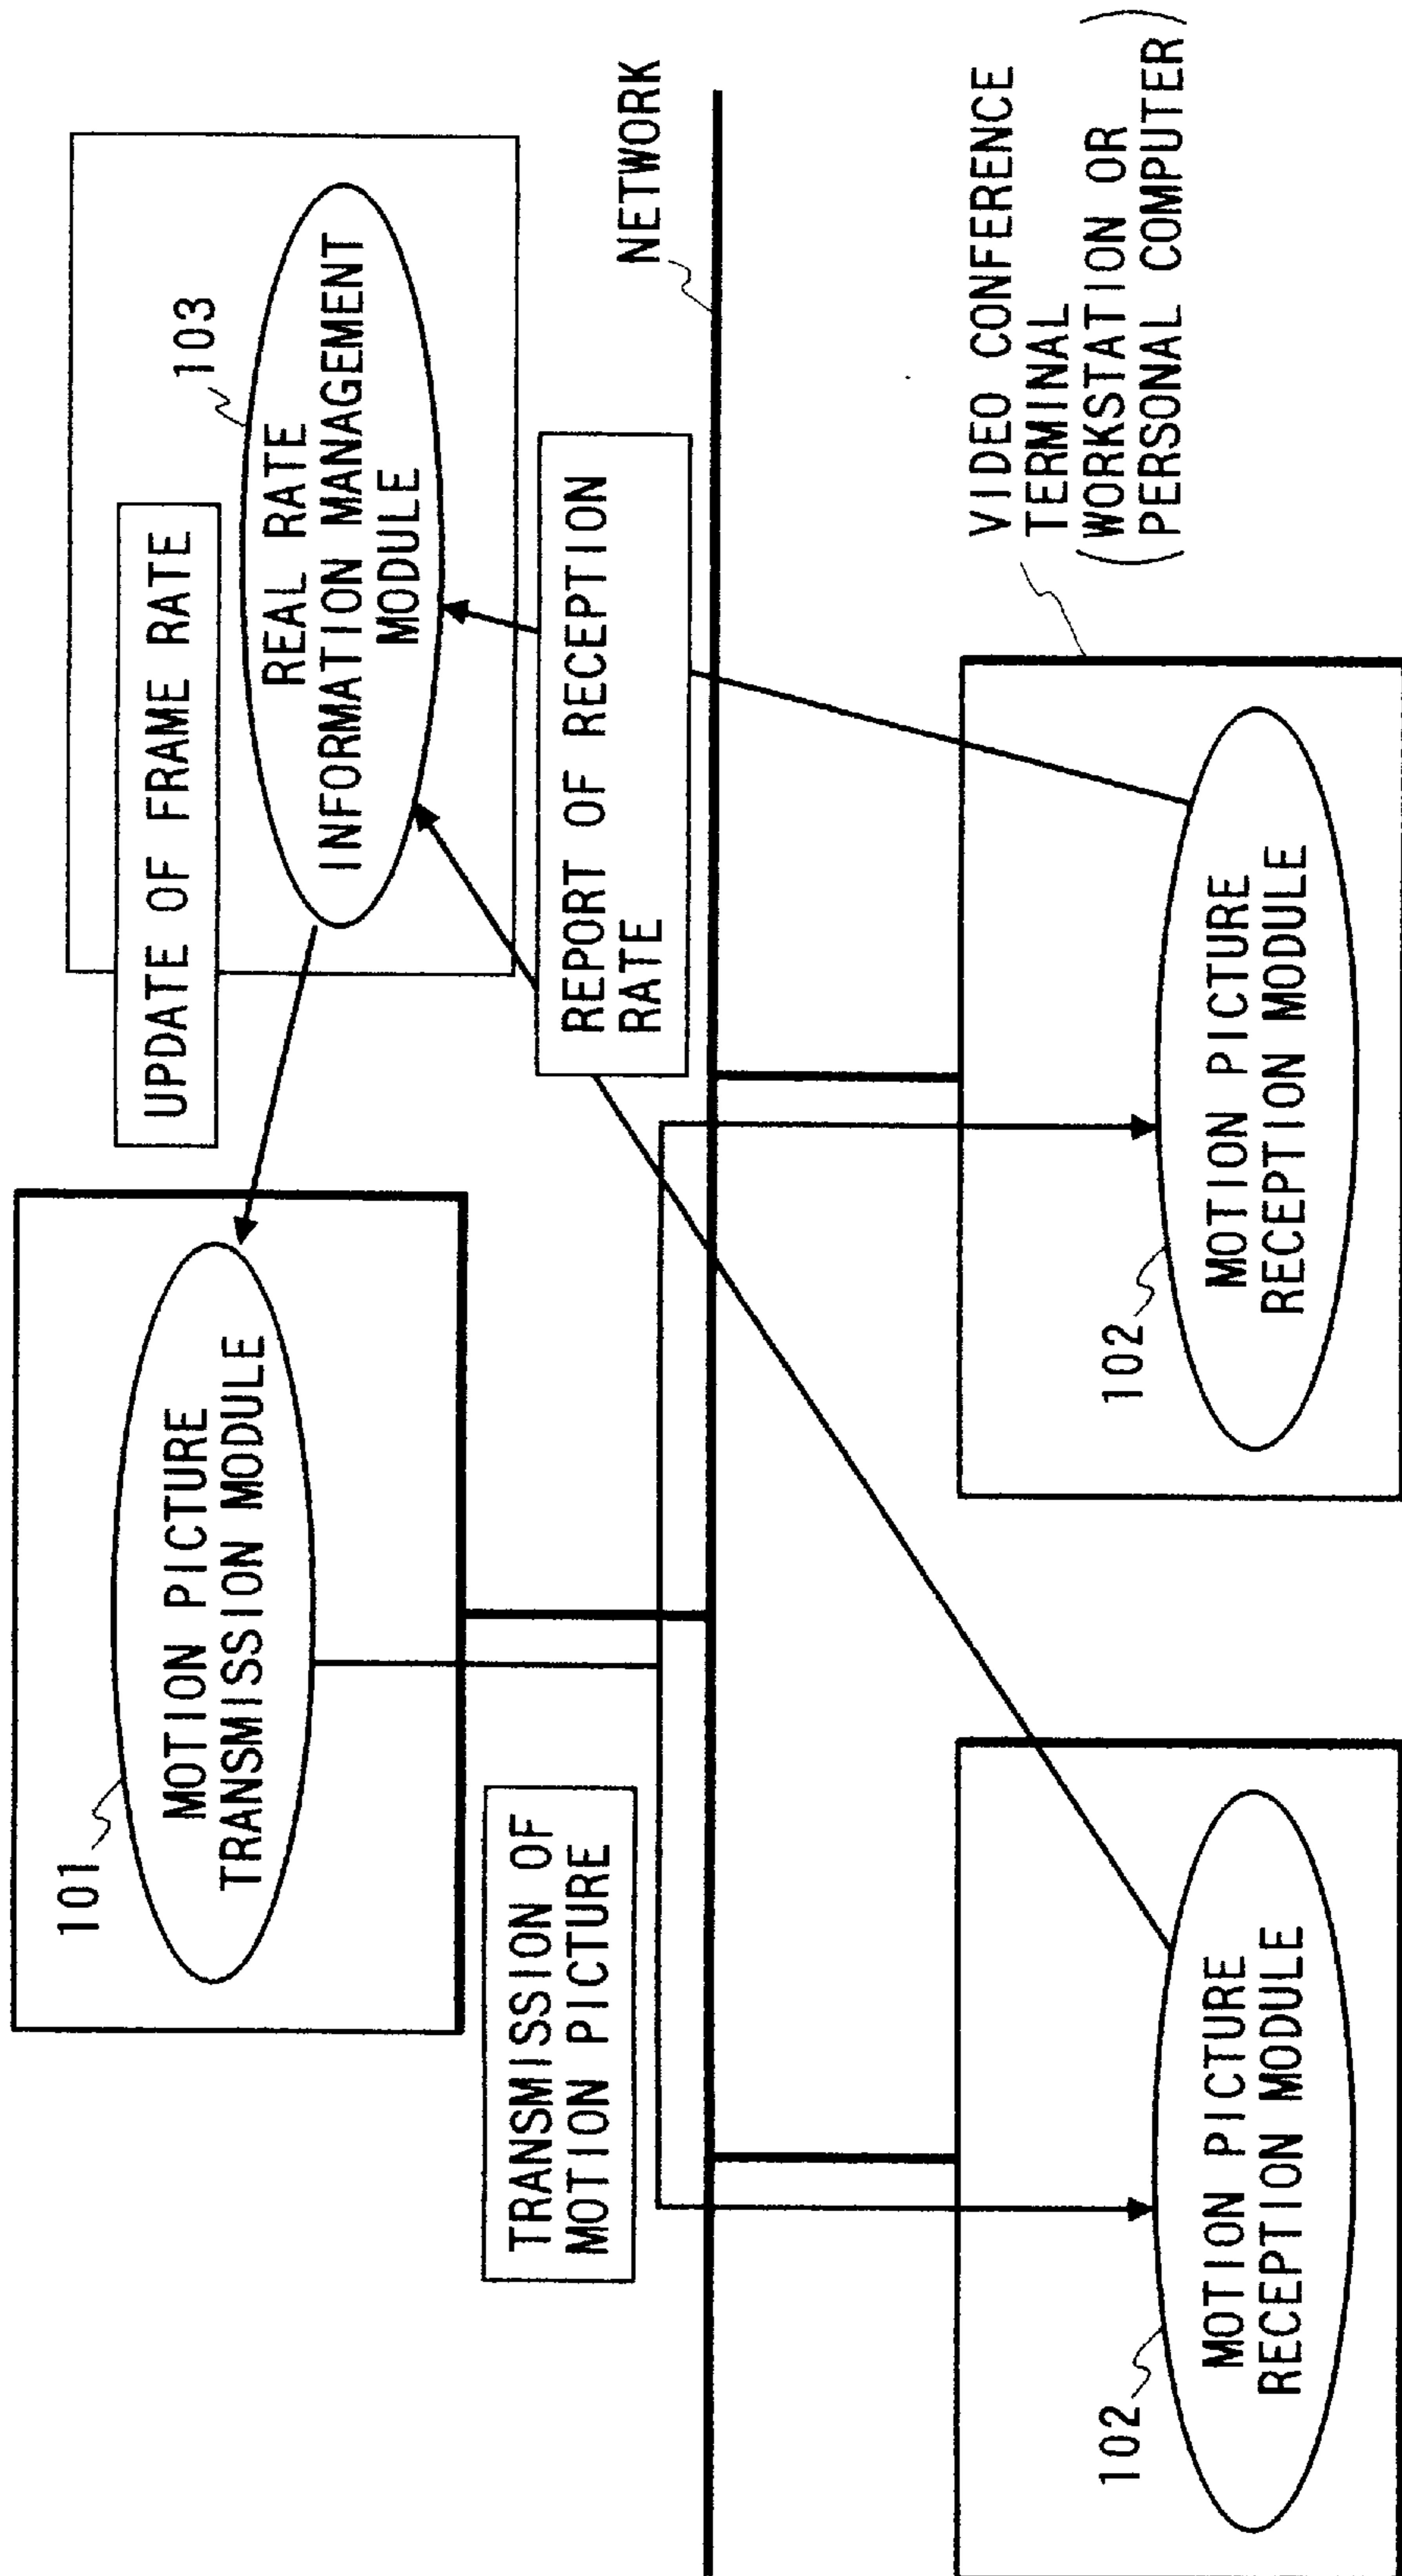 101
MOTION PICTURE
TRANSMISSION MODULE
UPDATE OF FRAME RATE
103
REAL RATE
INFORMATION MANAGEMENT
MODULE
TRANSMISSION OF
MOTION PICTURE
REPORT OF RECEPTION
RATE
NETWORK
102
MOTION PICTURE
RECEPTION MODULE
102
MOTION PICTURE
RECEPTION MODULE
VIDEO CONFERENCE
TERMINAL
(WORKSTATION OR
PERSONAL COMPUTER)